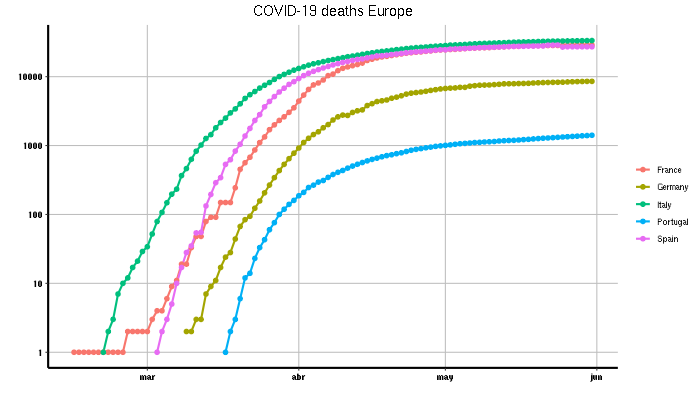 COVID-19 deaths Europe
10000
1000
100
10
1
mar
abr
may
jun
France
Germany
Italy
Portugal
Spain